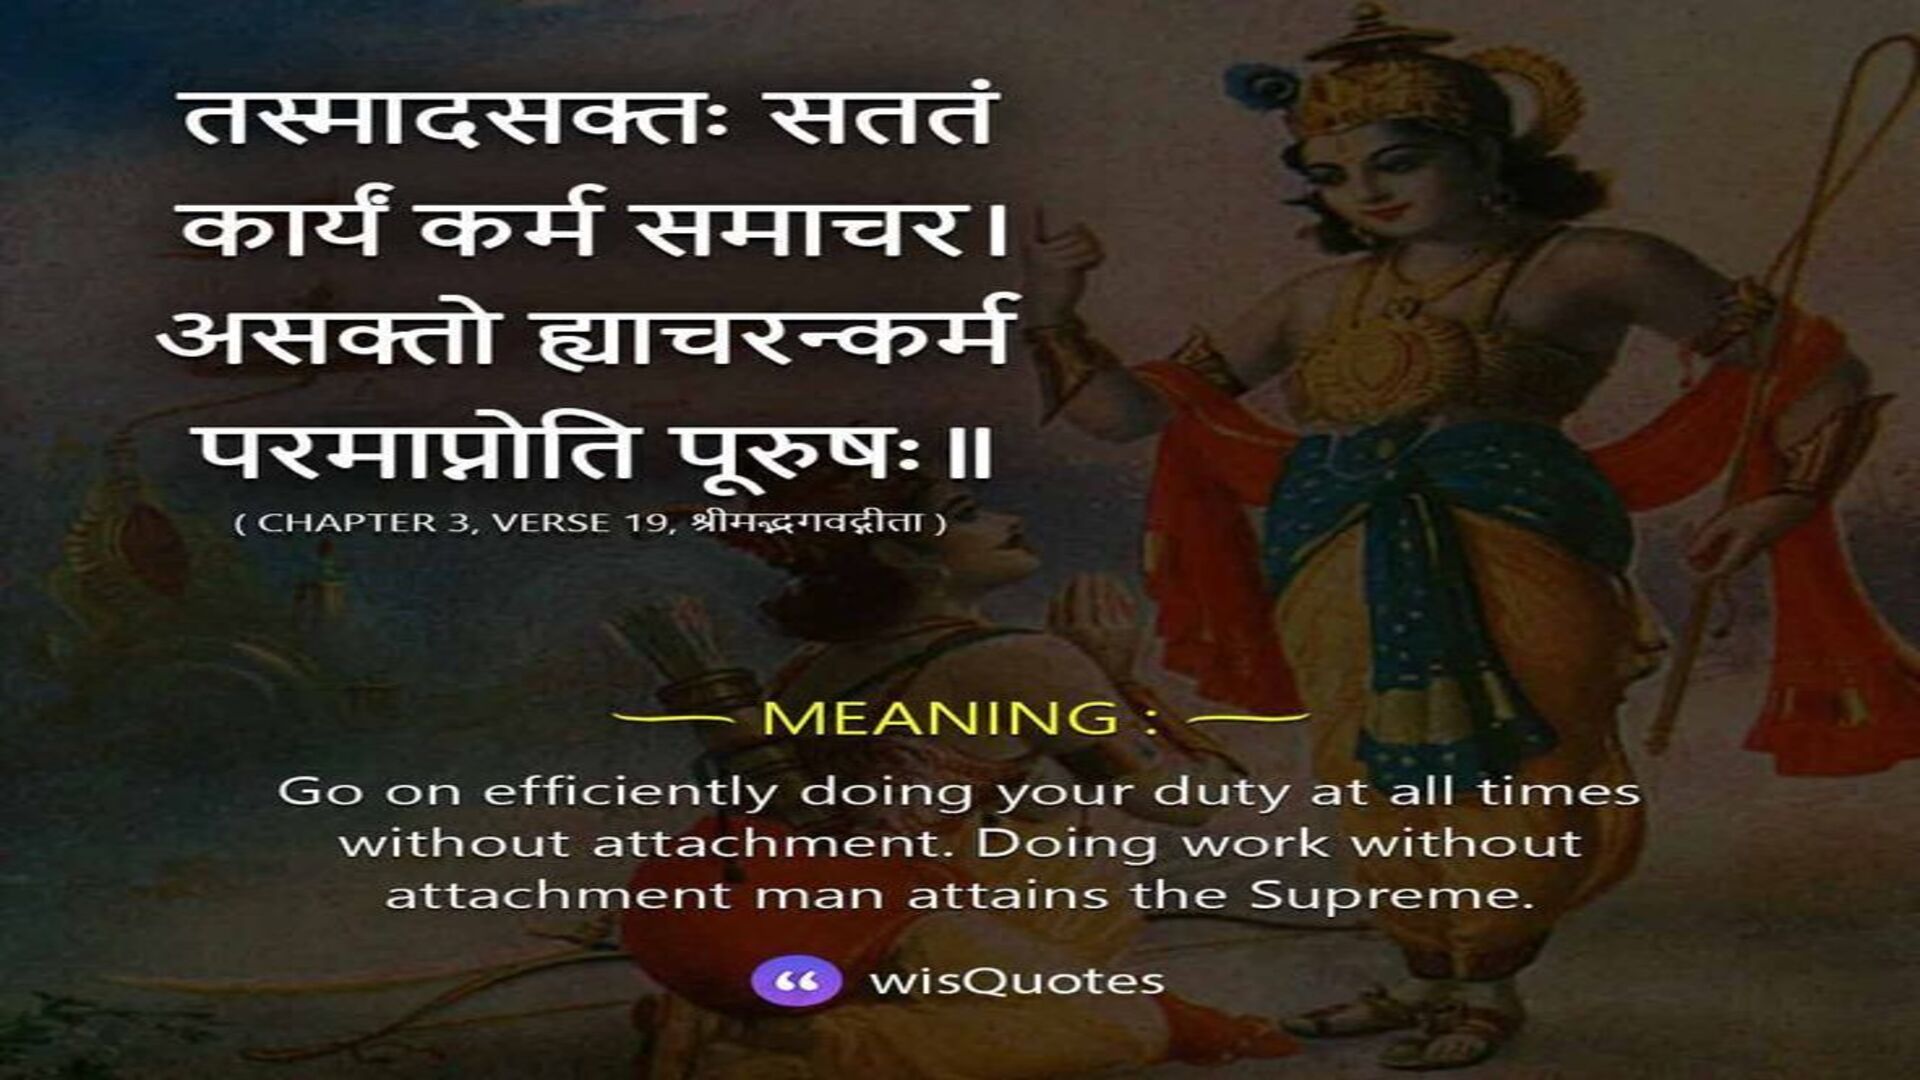 तस्मादसक्तः सततं
कार्यं कर्म समाचर।
असक्तो ह्याचरन्कर्म
परमाप्नोति पूरुषः॥
( CHAPTER 3, VERSE 19, श्रीमद्भगवद्गीता )
MEANING :
Go on efficiently doing your duty at all times
without attachment. Doing work without
attachment man attains the Supreme.
wisQuotes